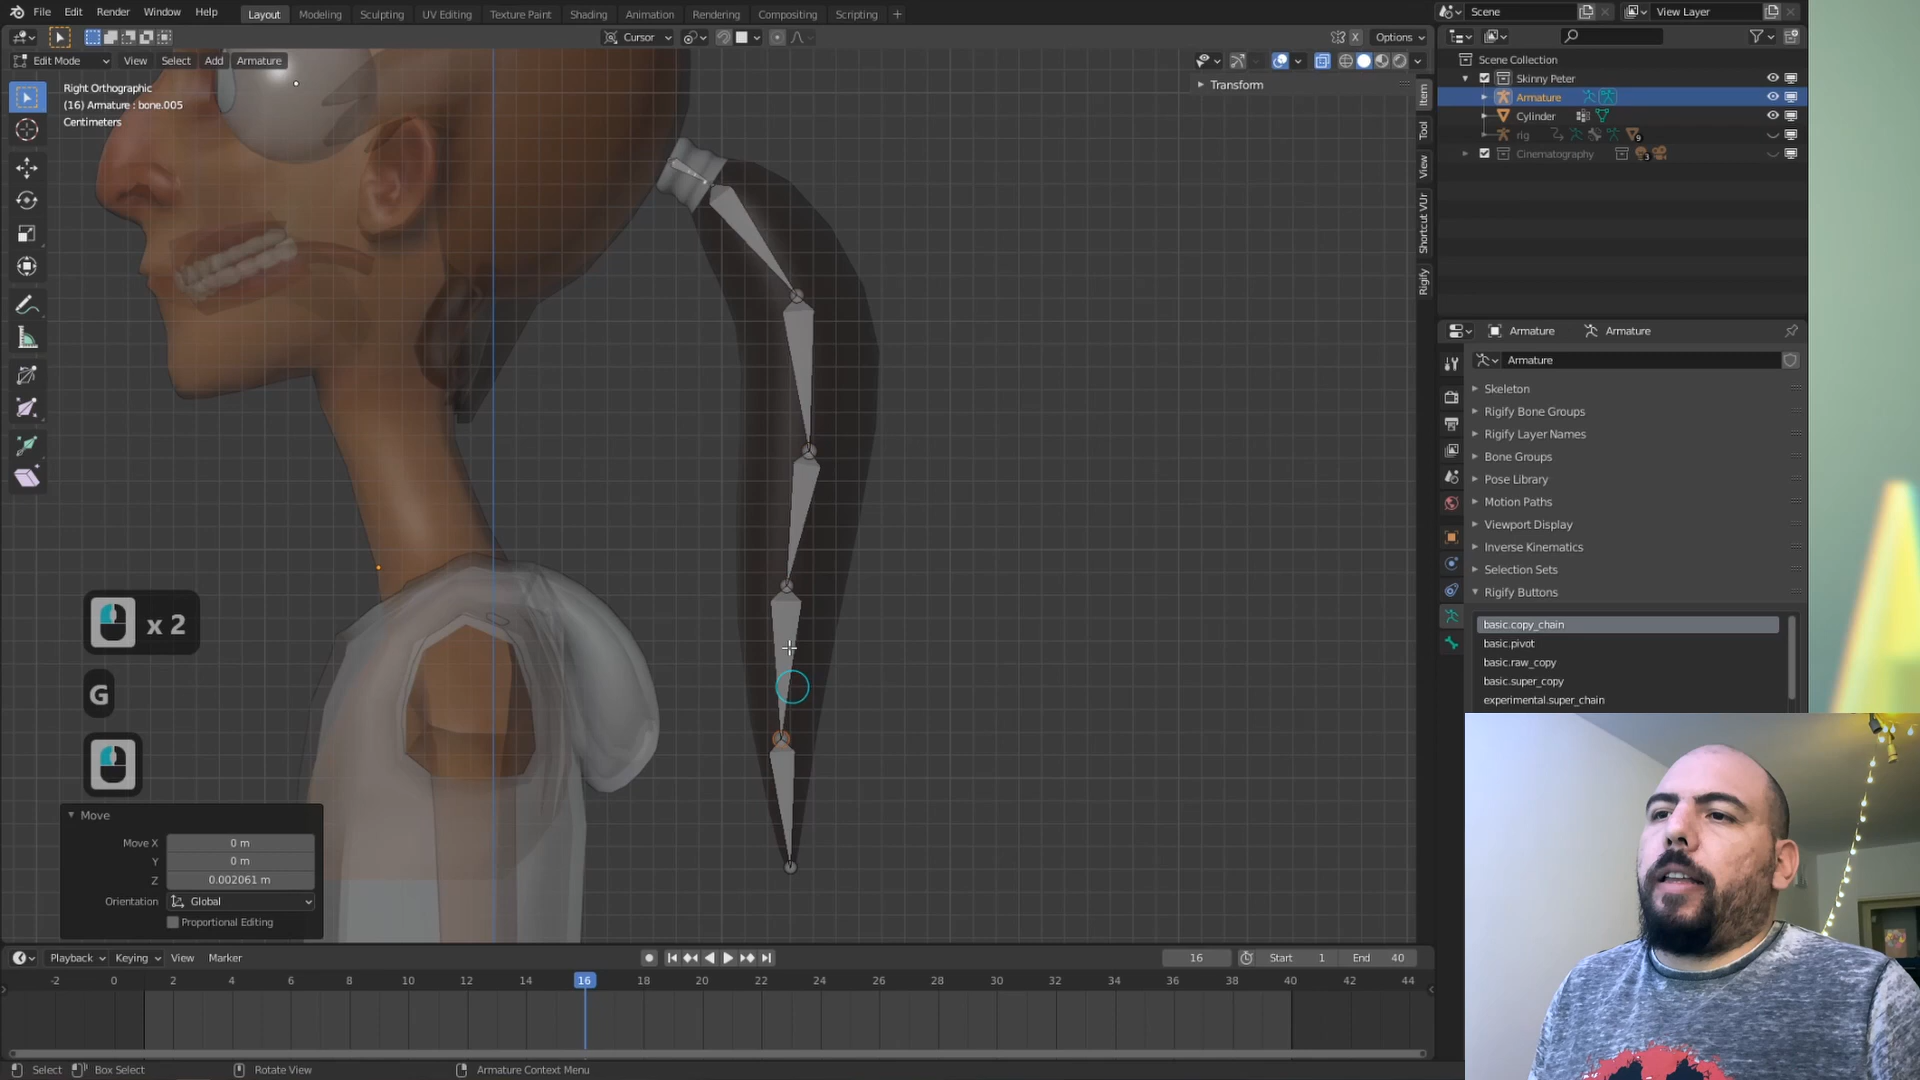 File Edit Render Window Help
Layout Modeling Sculpting UV Editing Texture Paint Shading Animation Rendering Compositing Scripting +
Scene View Layer
Cursor X Options
Edit Mode View Select Add Armature
Right Orthographic
(16) Armature : bone.005
Centimeters
Transform
Item
Tool
View
Shortcut VUr
Rigify
Scene Collection
Skinny Peter
Armature
Cylinder
rig 9
Cinematography 3
Armature Armature
Armature
Skeleton
Rigify Bone Groups
Rigify Layer Names
Bone Groups
Pose Library
Motion Paths
Viewport Display
Inverse Kinematics
Selection Sets
Rigify Buttons
basic.copy_chain
basic.pivot
basic.raw_copy
basic.super_copy
experimental.super_chain
x 2
G
Move
Move X 0 m
Y 0 m
Z 0.002061 m
Orientation Global
Proportional Editing
Playback Keying View Marker
16 Start 1 End 40
-2 0 2 4 6 8 10 12 14 16 18 20 22 24 26 28 30 32 34 36 38 40 42 44
Select Box Select Rotate View Armature Context Menu